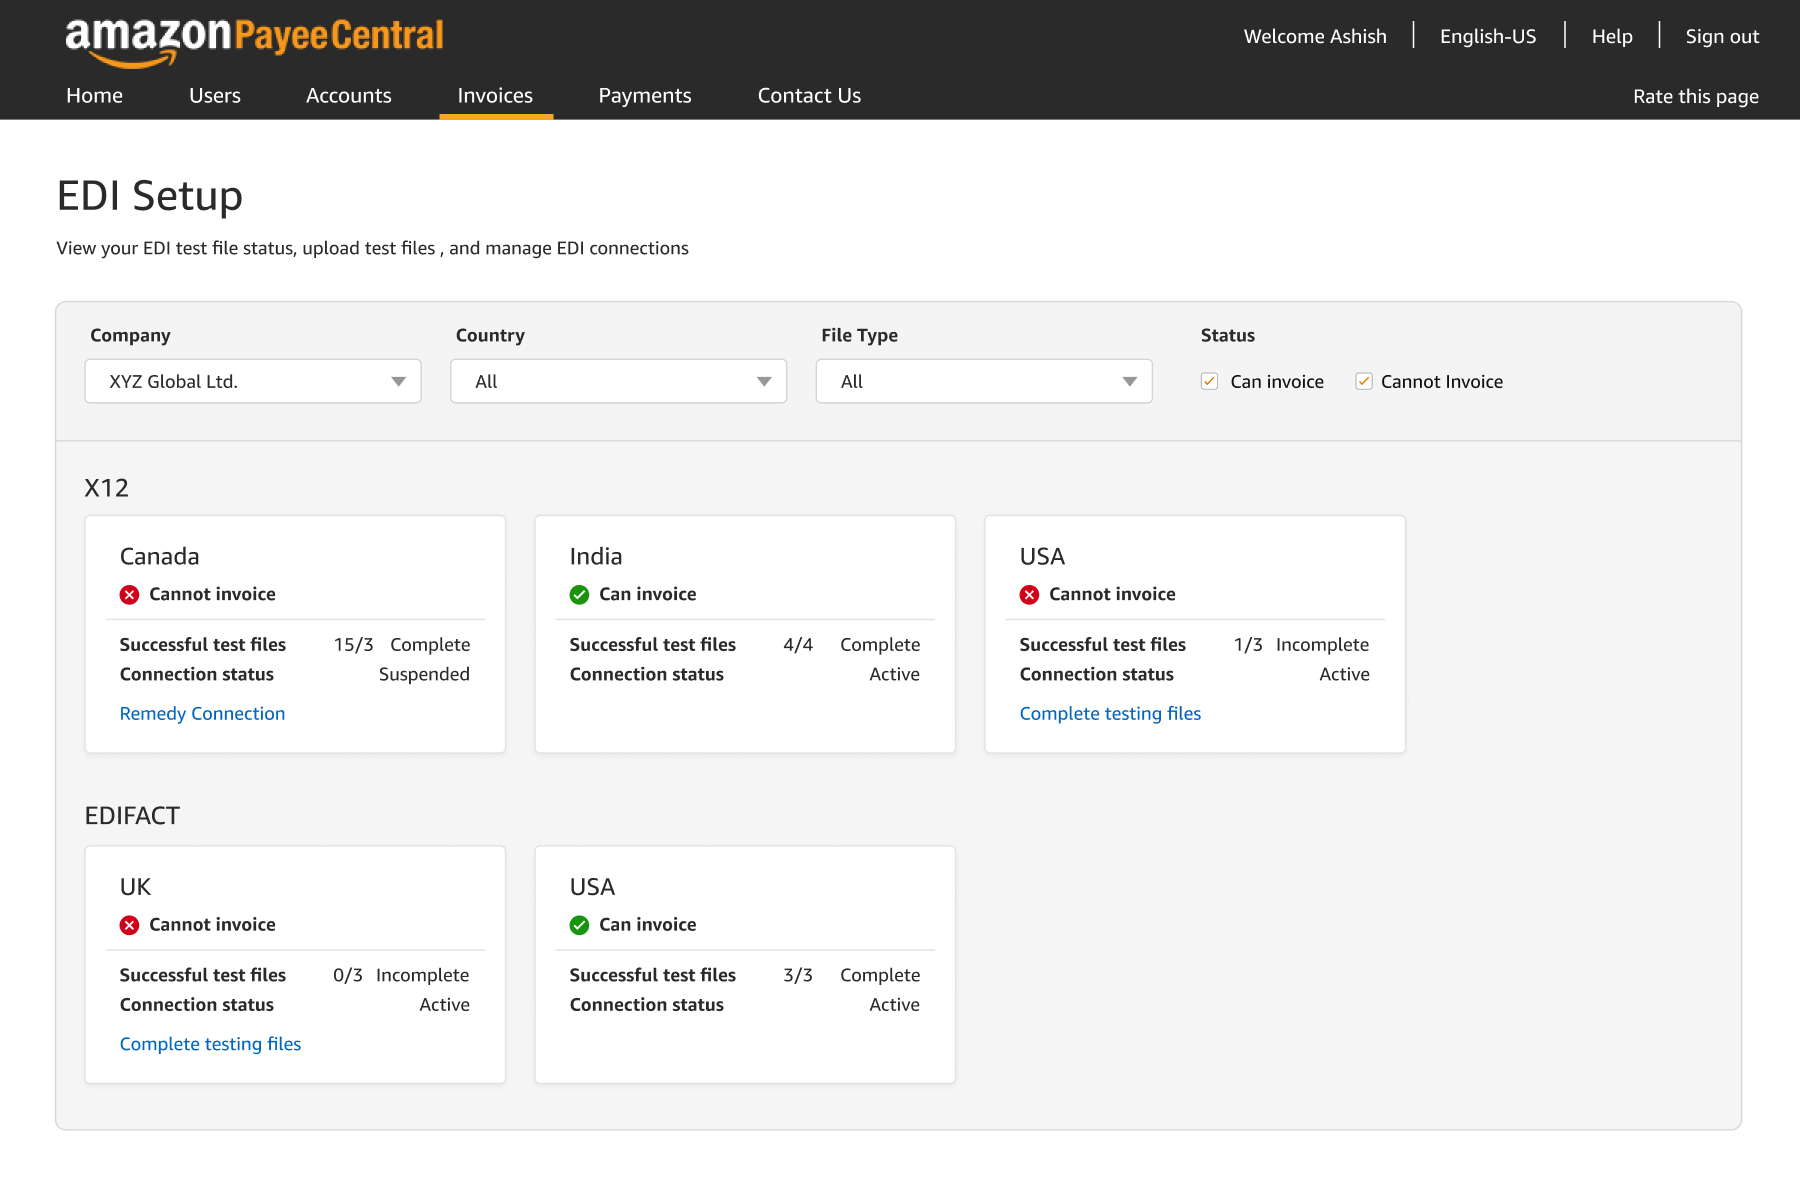 amazonPayeeCentral
Welcome Ashish English-US Help Sign out
Home Users Accounts Invoices Payments Contact Us Rate this page
EDI Setup
View your EDI test file status, upload test files , and manage EDI connections
Company Country File Type Status
XYZ Global Ltd. All All Can invoice Cannot Invoice
X12
Canada
Cannot invoice
Successful test files 15/3 Complete
Connection status Suspended
Remedy Connection
India
Can invoice
Successful test files 4/4 Complete
Connection status Active
USA
Cannot invoice
Successful test files 1/3 Incomplete
Connection status Active
Complete testing files
EDIFACT
UK
Cannot invoice
Successful test files 0/3 Incomplete
Connection status Active
Complete testing files
USA
Can invoice
Successful test files 3/3 Complete
Connection status Active